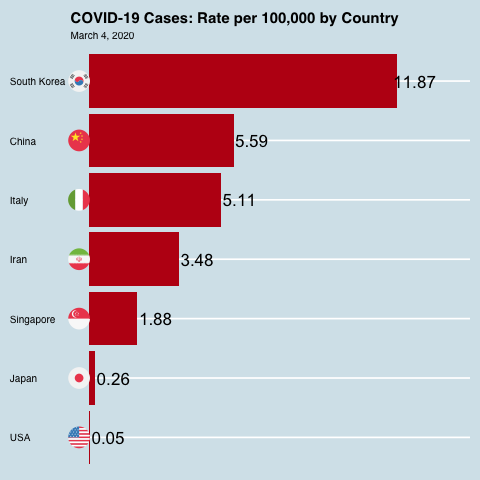 COVID-19 Cases: Rate per 100,000 by Country
March 4, 2020
South Korea 11.87
China 5.59
Italy 5.11
Iran 3.48
Singapore 1.88
Japan 0.26
USA 0.05